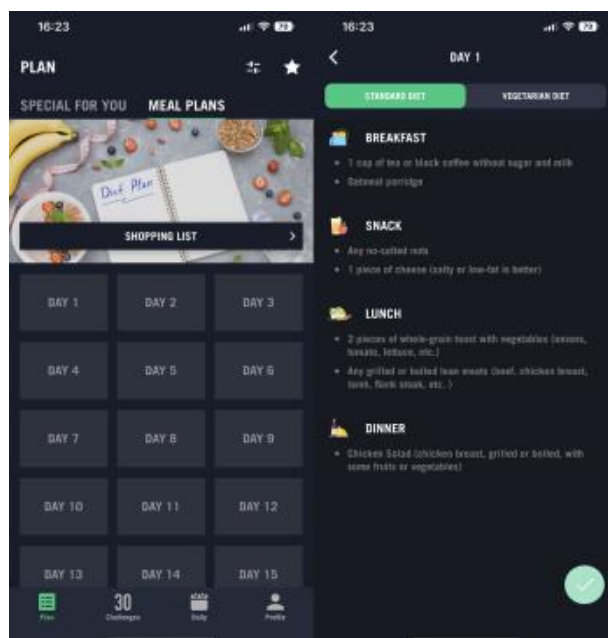 16:23
79
PLAN
SPECIAL FOR YOU MEAL PLANS
Diet Plan
SHOPPING LIST
DAY 1 DAY 2 DAY 3
DAY 4 DAY 5 DAY 6
DAY 7 DAY 8 DAY 9
DAY 10 DAY 11 DAY 12
DAY 13 DAY 14 DAY 15
Plan
30
Challenges
Daily
Profile
16:23
79
DAY 1
STANDARD DIET VEGETARIAN DIET
BREAKFAST
1 cup of tea or black coffee without sugar and milk
Oatmeal porridge
SNACK
Any no-salted nuts
1 piece of cheese (salty or low-fat is better)
LUNCH
2 pieces of whole-grain toast with vegetables (onions,
tomato, lettuce, etc.)
Any grilled or boiled lean meats (beef, chicken breast,
flank steak, etc. )
DINNER
Chicken Salad (chicken breast, grilled or boiled, with
some fruits or vegetables)